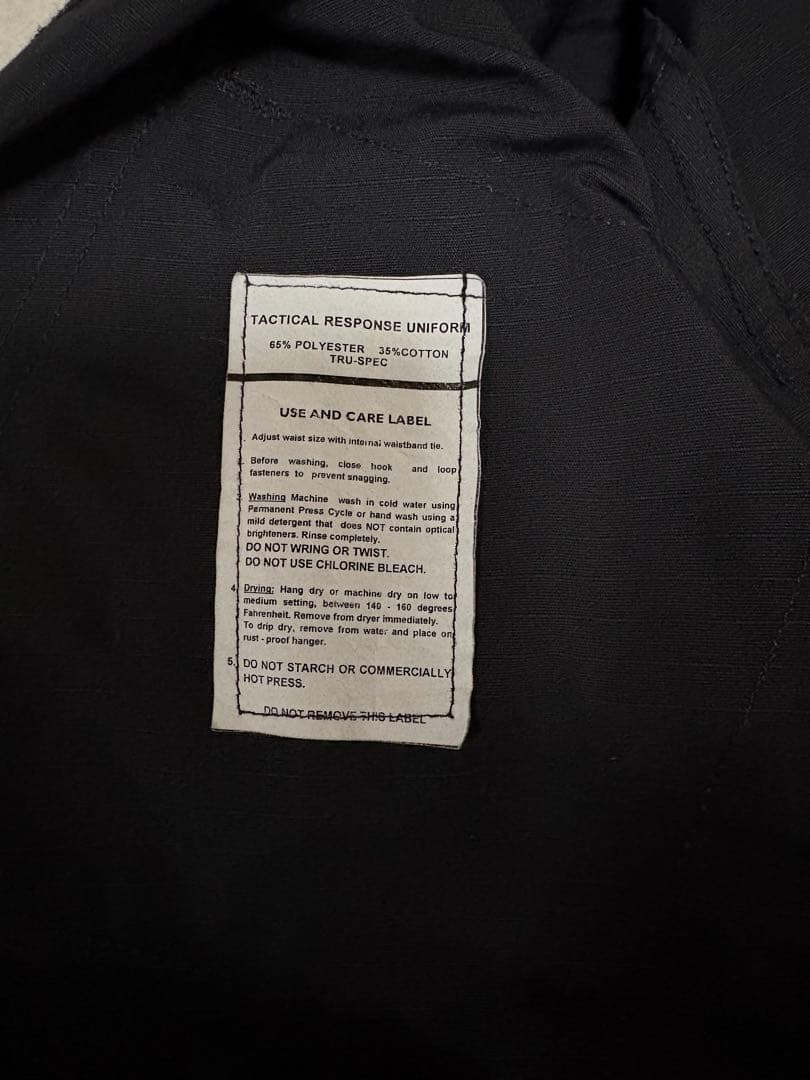 TACTICAL RESPONSE UNIFORM
65% POLYESTER 35%COTTON
TRU-SPEC
USE AND CARE LABEL
Adjust waist size with internal waistband tie.
Before washing, close hook and loop
fasteners to prevent snagging.
Washing Machine wash in cold water using
Permanent Press Cycle or hand wash using a
mild detergent that does NOT contain optical
brighteners. Rinse completely.
DO NOT WRING OR TWIST.
DO NOT USE CHLORINE BLEACH.
4. Drying: Hang dry or machine dry on low to
medium setting, between 140 - 160 degrees
Fahrenheit. Remove from dryer immediately.
To drip dry, remove from water and place on
rust - proof hanger.
5. DO NOT STARCH OR COMMERCIALLY
HOT PRESS.
DO NOT REMOVE THIS LABEL